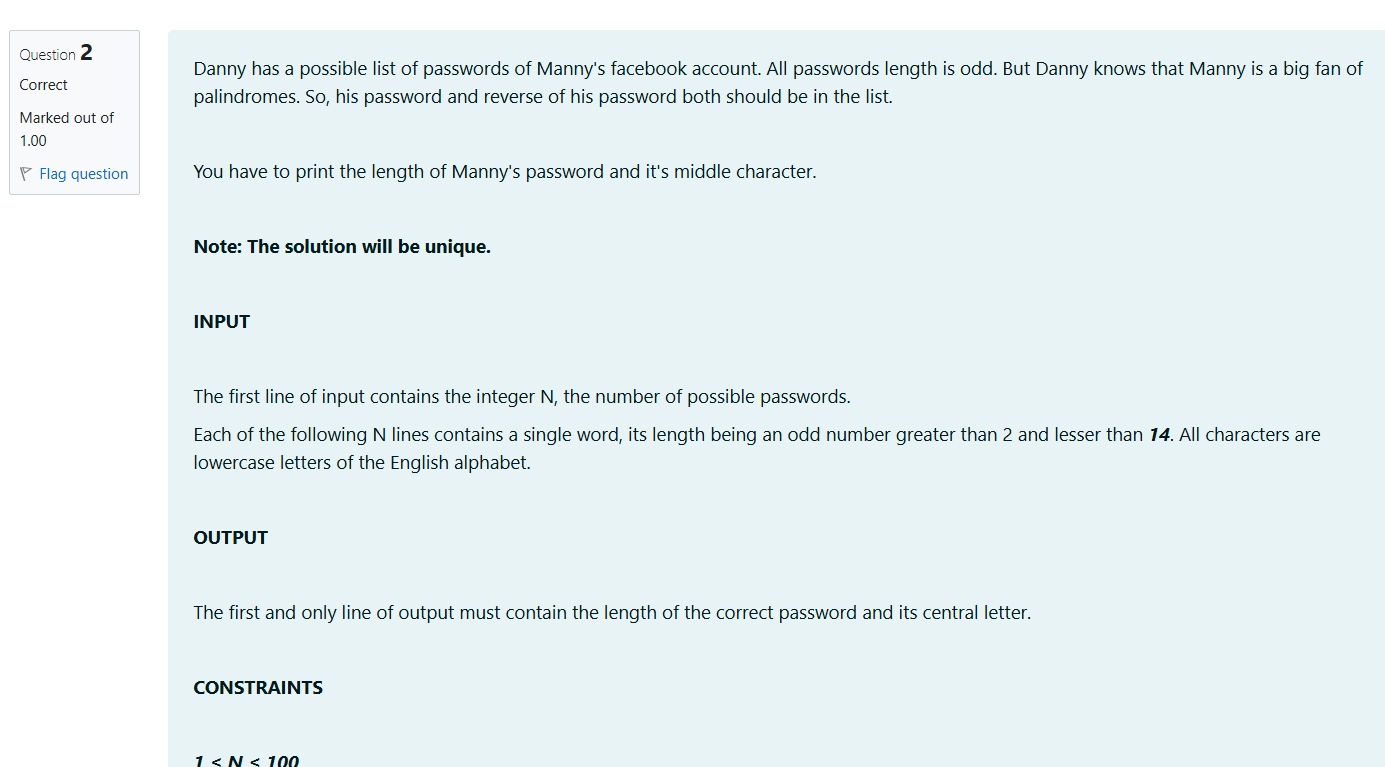 Question 2
Correct
Marked out of
1.00
Flag question
Danny has a possible list of passwords of Manny's facebook account. All passwords length is odd. But Danny knows that Manny is a big fan of
palindromes. So, his password and reverse of his password both should be in the list.
You have to print the length of Manny's password and it's middle character.
Note: The solution will be unique.
INPUT
The first line of input contains the integer N, the number of possible passwords.
Each of the following N lines contains a single word, its length being an odd number greater than 2 and lesser than 14. All characters are
lowercase letters of the English alphabet.
OUTPUT
The first and only line of output must contain the length of the correct password and its central letter.
CONSTRAINTS
1 < N < 100